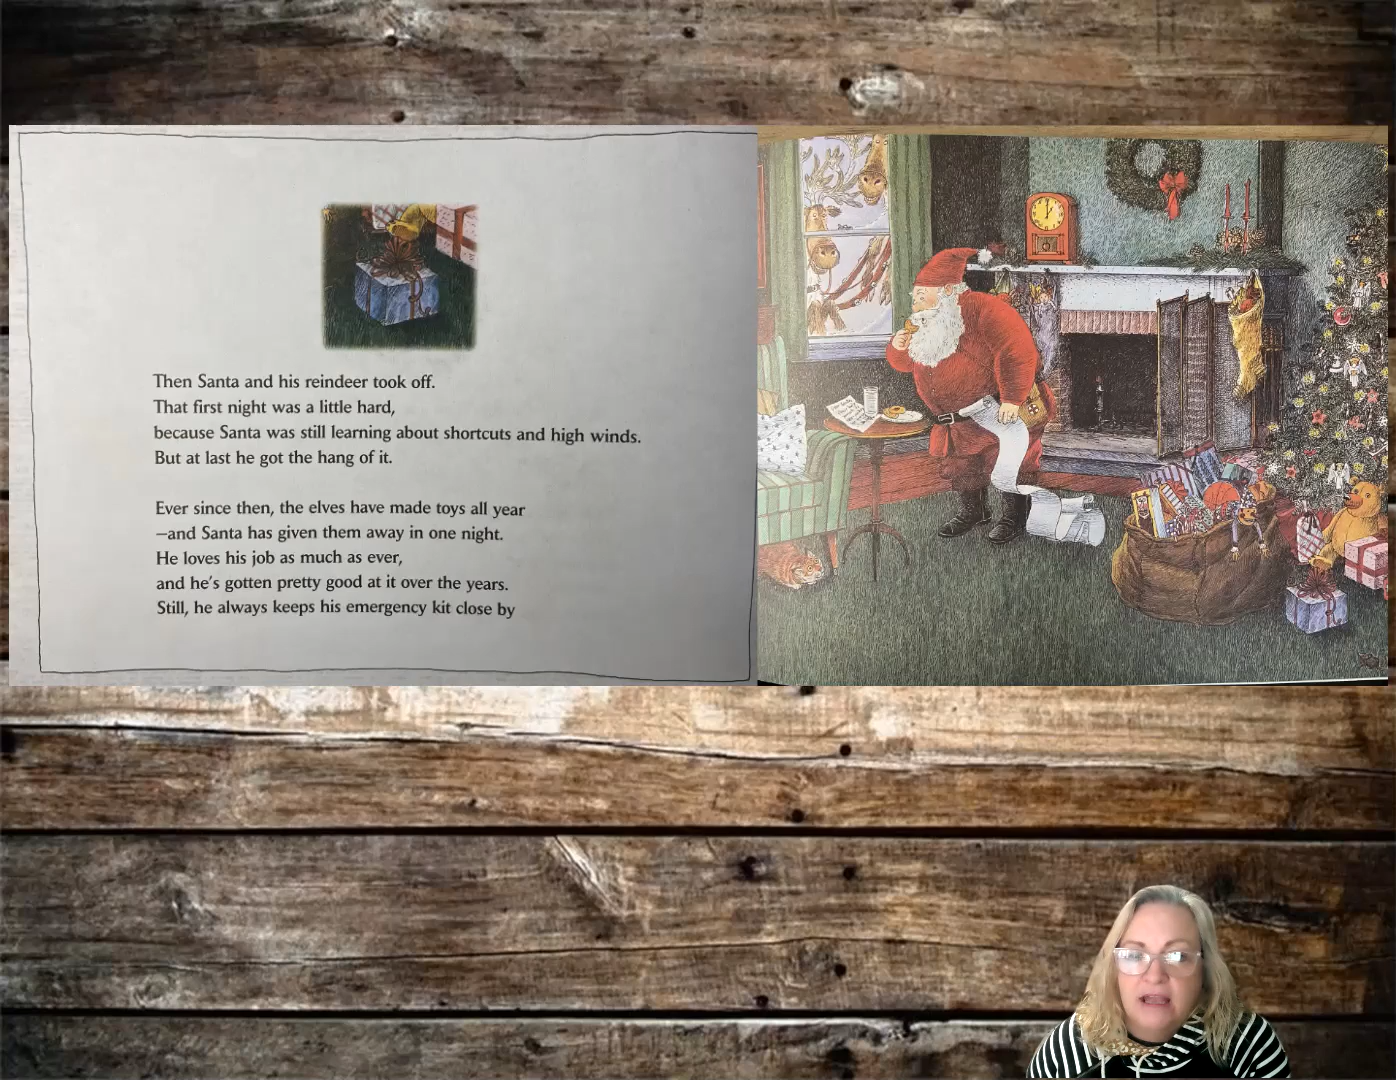 Then Santa and his reindeer took off.
That first night was a little hard,
because Santa was still learning about shortcuts and high winds.
But at last he got the hang of it.
Ever since then, the elves have made toys all year
—and Santa has given them away in one night.
He loves his job as much as ever,
and he's gotten pretty good at it over the years.
Still, he always keeps his emergency kit close by